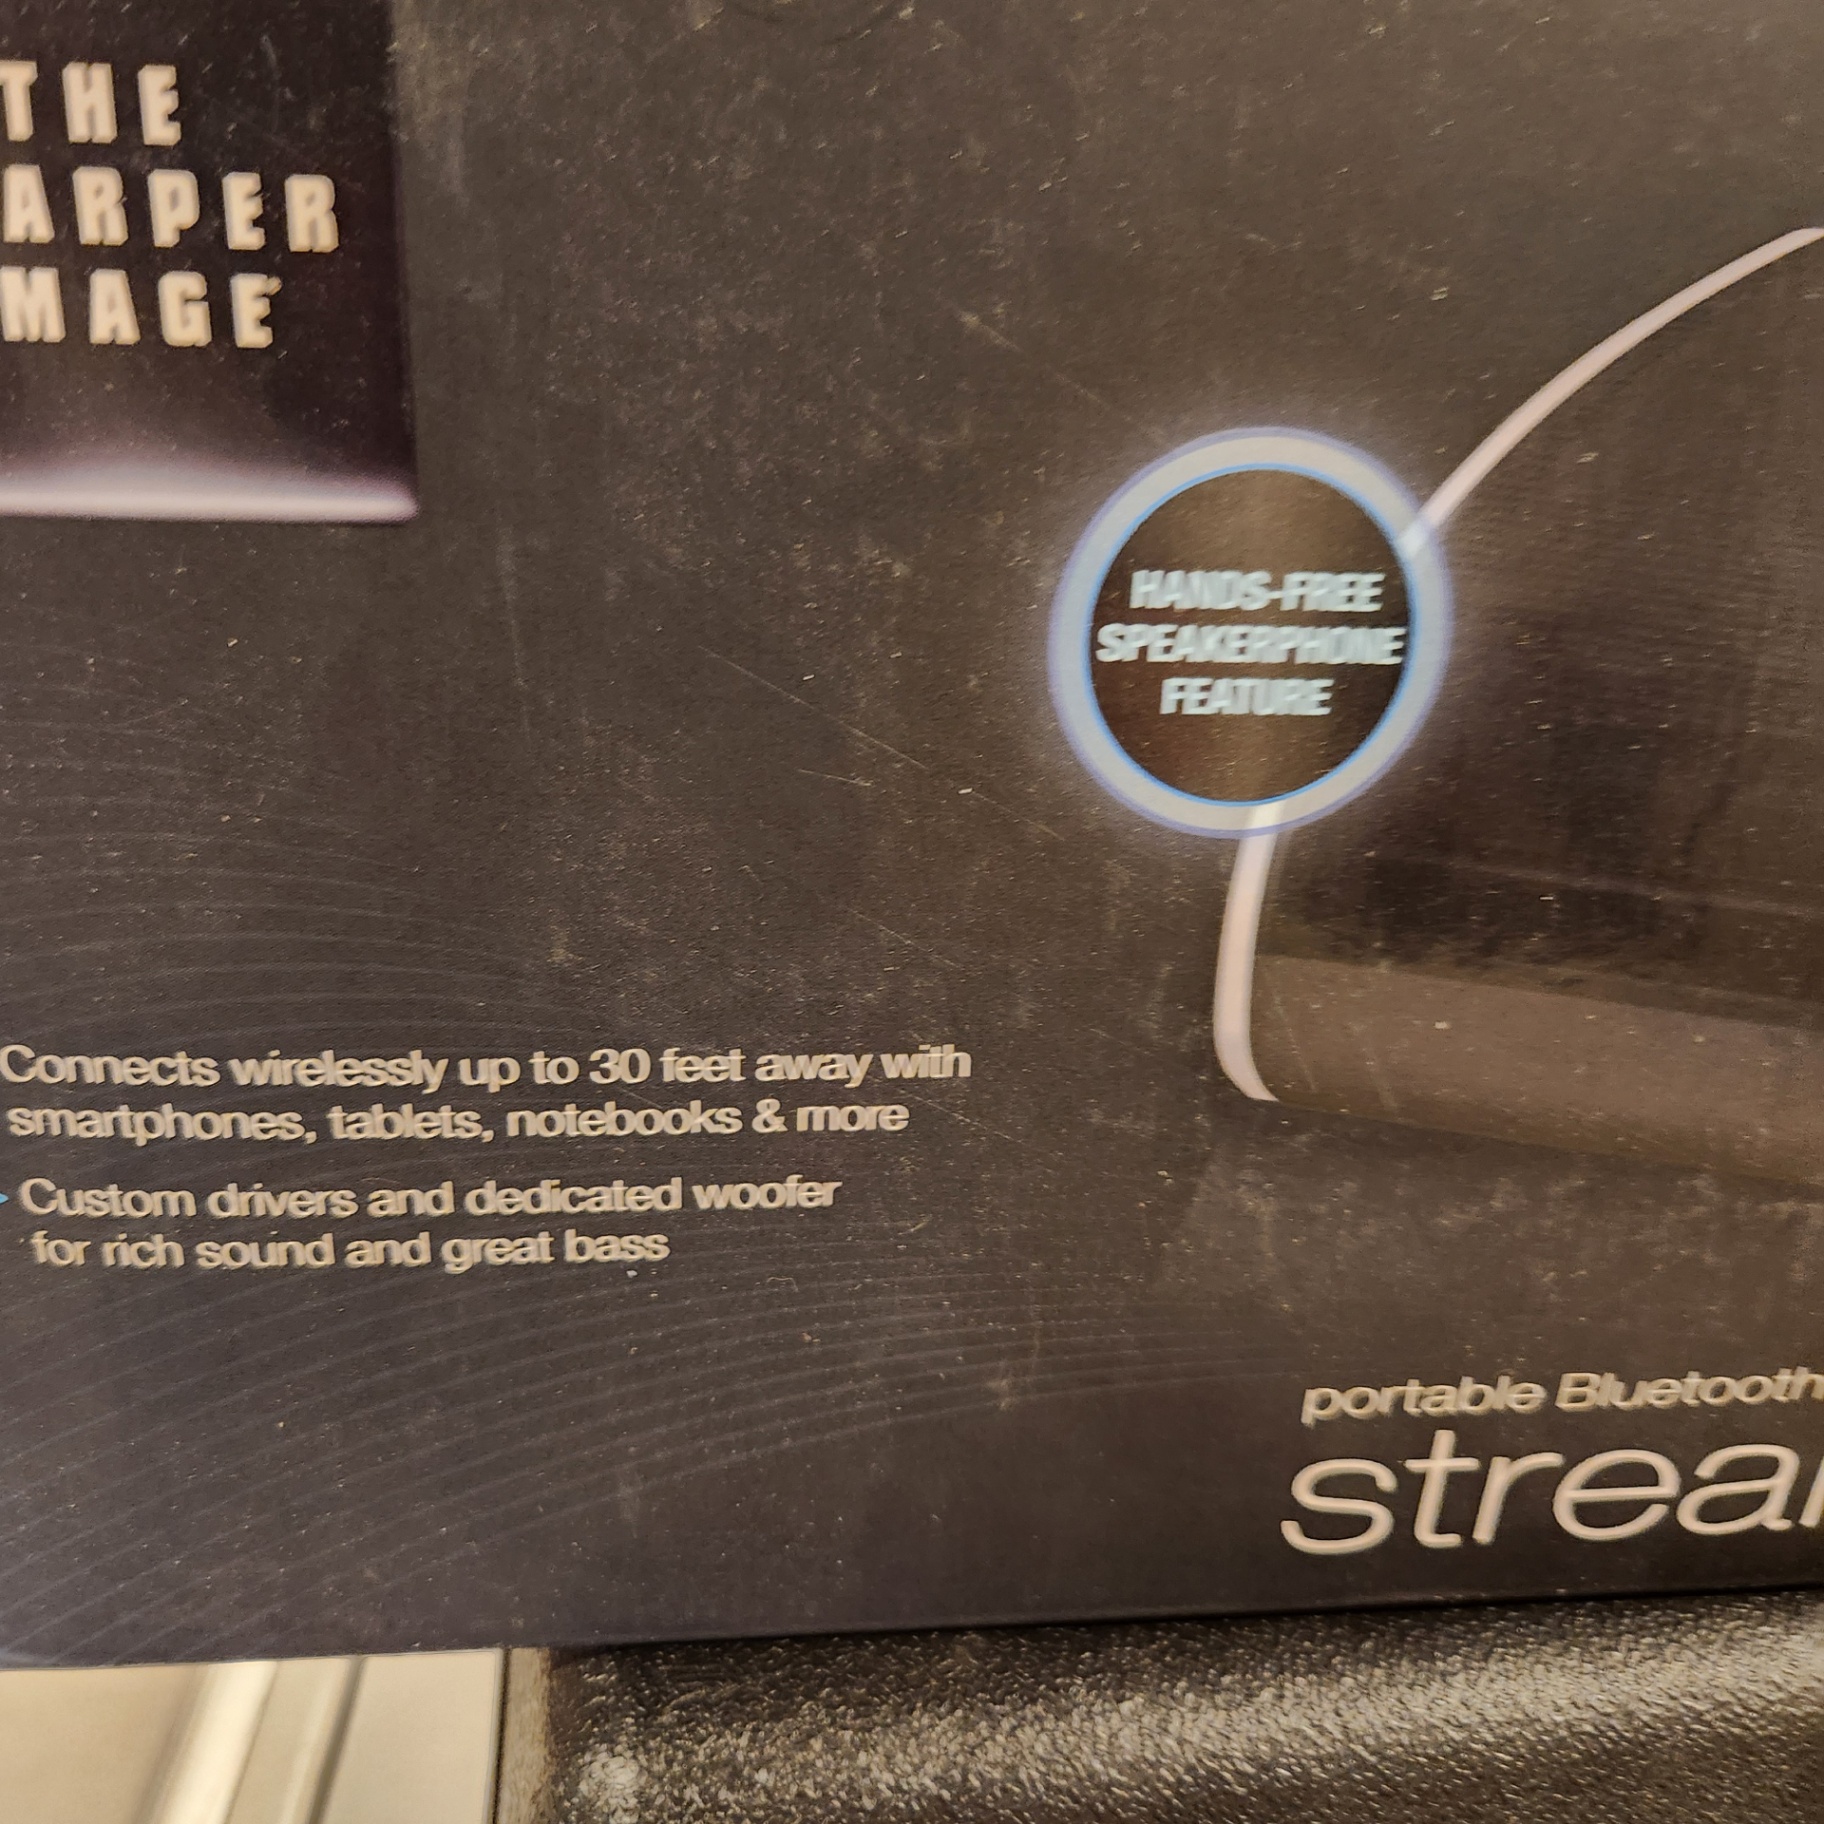 THE
ARPER
MAGE
HANDS-FREE
SPEAKERPHONE
FEATURE
Connects wirelessly up to 30 feet away with
smartphones, tablets, notebooks & more
Custom drivers and dedicated woofer
for rich sound and great bass
portable Bluetooth
strea